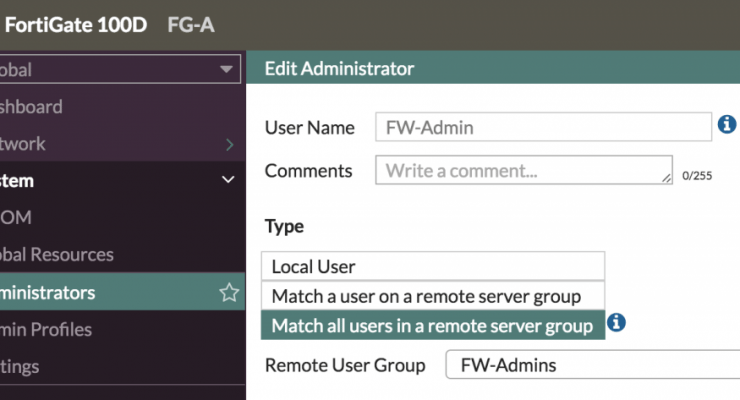 FortiGate 100D FG-A
obal
Edit Administrator
shboard
User Name FW-Admin
twork
Comments Write a comment... 0/255
stem
OM
Type
obal Resources
Local User
ministrators
Match a user on a remote server group
min Profiles
Match all users in a remote server group
tings
Remote User Group FW-Admins